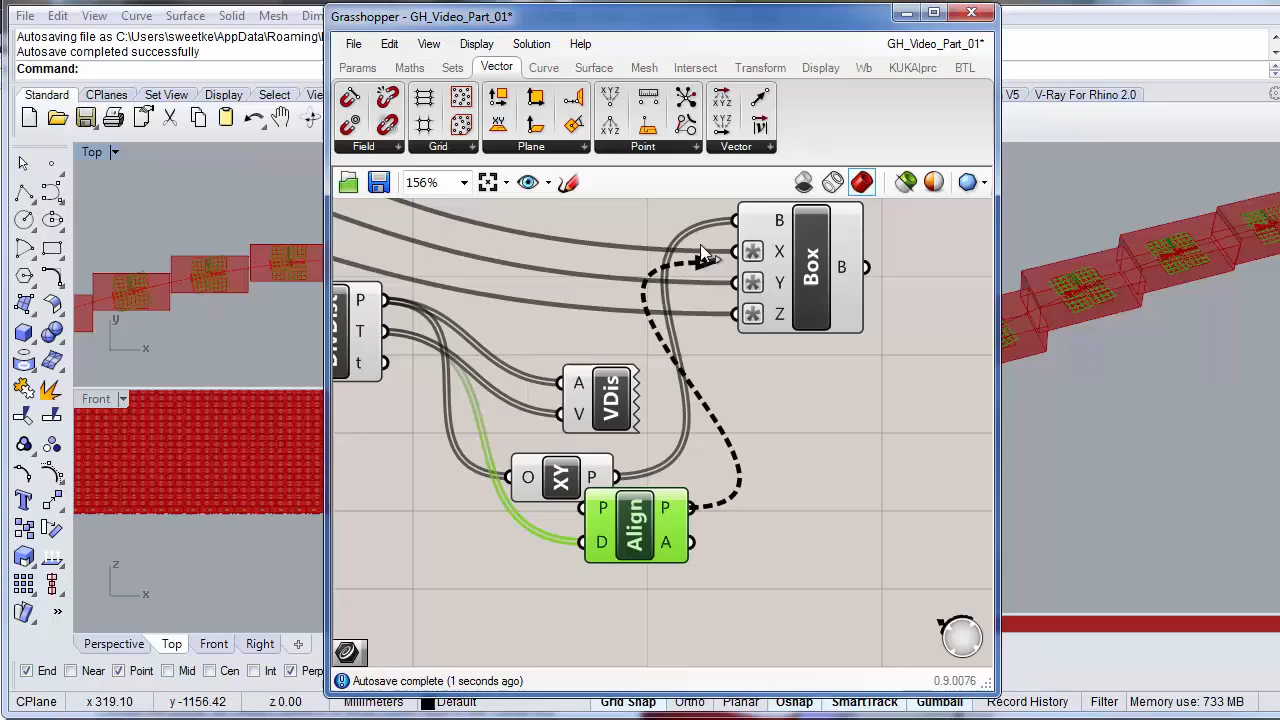 File Edit View Curve Surface Solid Mesh
Autosaving file as C:\Users\sweetke\AppData\Roaming\
Autosave completed successfully
Command:
Standard CPlanes Set View Display Select
V5 V-Ray For Rhino 2.0
Top
Front
y
x
z
x
Grasshopper - GH_Video_Part_01*
File Edit View Display Solution Help GH_Video_Part_01*
Params Maths Sets Vector Curve Surface Mesh Intersect Transform Display Wb KUKA|prc BTL
Field Grid Plane Point Vector
156%
B
X
Y
Z
Box
B
P
T
t
A
V
VDis
O XY P
P
D
Align
P
A
Autosave complete (1 seconds ago) 0.9.0076
Perspective Top Front Right
End Near Point Mid Cen Int
CPlane x 319.10 y -1156.42 Millimeters Default Grid Snap Ortho Planar Osnap SmartTrack Gumball Record History Filter Memory use: 733 MB